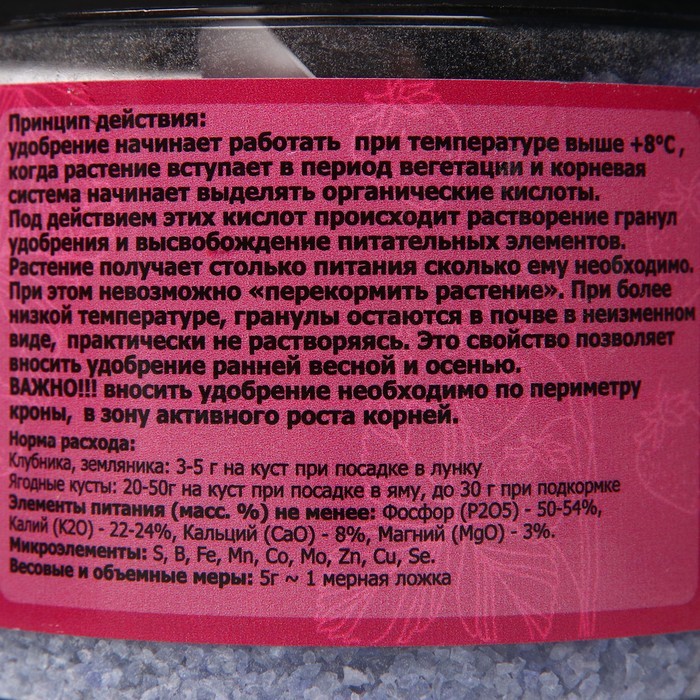 Принцип действия:
удобрение начинает работать при температуре выше +8°С,
когда растение вступает в период вегетации и корневая
система начинает выделять органические кислоты.
Под действием этих кислот происходит растворение гранул
удобрения и высвобождение питательных элементов.
Растение получает столько питания сколько ему необходимо.
При этом невозможно «перекормить растение». При более
низкой температуре, гранулы остаются в почве в неизменном
виде, практически не растворяясь. Это свойство позволяет
вносить удобрение ранней весной и осенью.
ВАЖНО!!! вносить удобрение необходимо по периметру
кроны, в зону активного роста корней.
Норма расхода:
Клубника, земляника: 3-5 г на куст при посадке в лунку
Ягодные кусты: 20-50г на куст при посадке в яму, до 30 г при подкормке
Элементы питания (масс. %) не менее: Фосфор (P2O5) - 50-54%,
Калий (K2O) - 22-24%, Кальций (CaO) - 8%, Магний (MgO) - 3%.
Микроэлементы: S, B, Fe, Mn, Co, Mo, Zn, Cu, Se.
Весовые и объемные меры: 5г ~ 1 мерная ложка